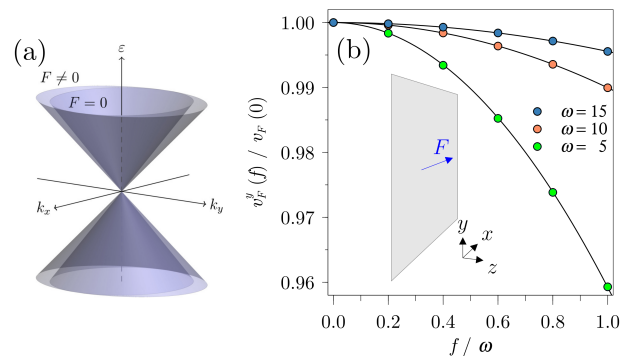 (a)
ε
F ≠ 0
F = 0
k_x
k_y
(b)
v_F^y (f) / v_F (0)
1.00
0.99
0.98
0.97
0.96
ω = 15
ω = 10
ω = 5
F
y
x
z
0.0 0.2 0.4 0.6 0.8 1.0
f / ω